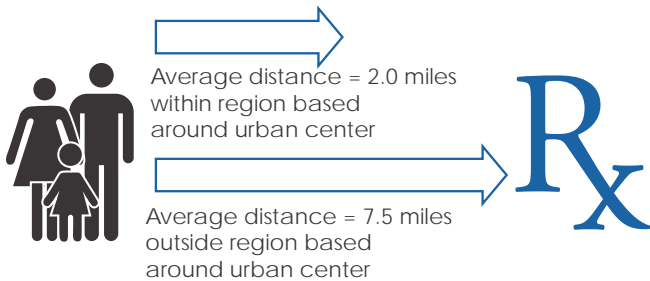 Average distance = 2.0 miles
within region based
around urban center
Rx
Average distance = 7.5 miles
outside region based
around urban center